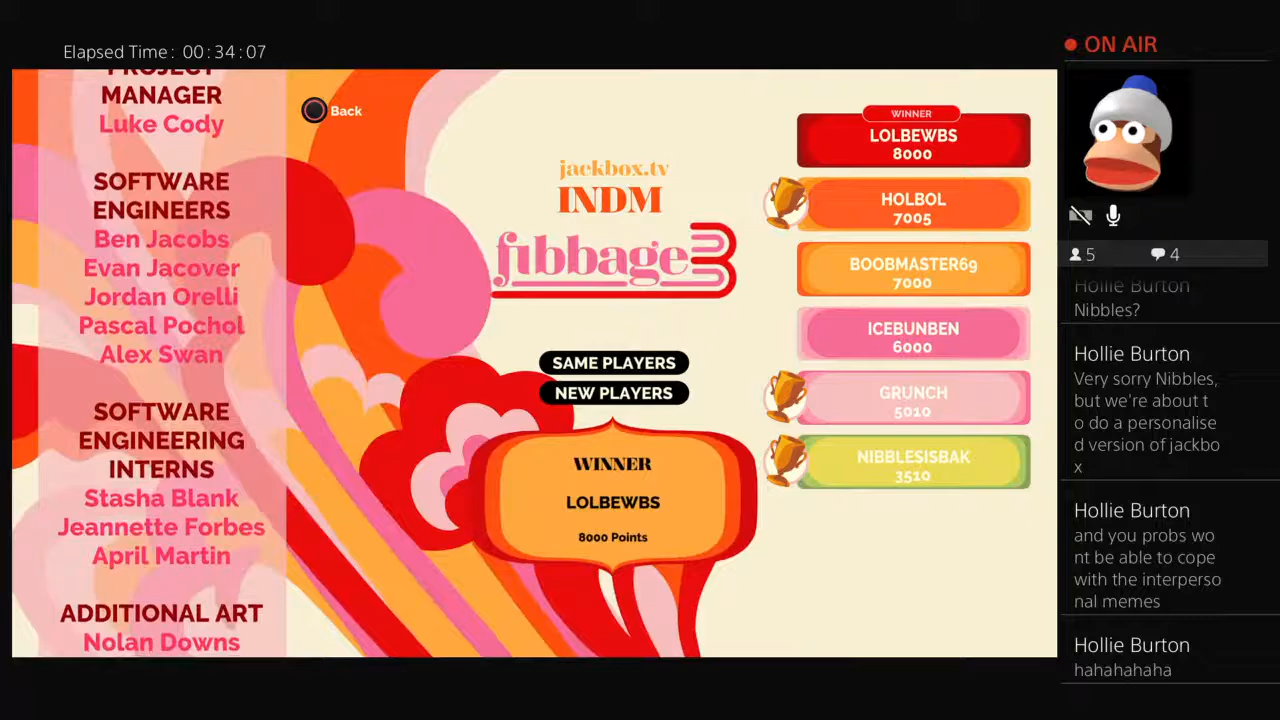 Elapsed Time: 00:34:07
PROJECT
MANAGER
Luke Cody
SOFTWARE
ENGINEERS
Ben Jacobs
Evan Jacover
Jordan Orelli
Pascal Pochol
Alex Swan
SOFTWARE
ENGINEERING
INTERNS
Stasha Blank
Jeannette Forbes
April Martin
ADDITIONAL ART
Nolan Downs
Back
jackbox.tv
INDM
fibbage 3
SAME PLAYERS
NEW PLAYERS
WINNER
LOLBEWBS
8000 Points
WINNER
LOLBEWBS
8000
HOLBOL
7005
BOOBMASTER69
7000
ICEBUNBEN
6000
GRUNCH
5010
NIBBLESISBAK
3510
ON AIR
5 4
Hollie Burton
Nibbles?
Hollie Burton
Very sorry Nibbles,
but we're about t
o do a personalise
d version of jackbo
x
Hollie Burton
and you probs wo
nt be able to cope
with the interperso
nal memes
Hollie Burton
hahahahaha